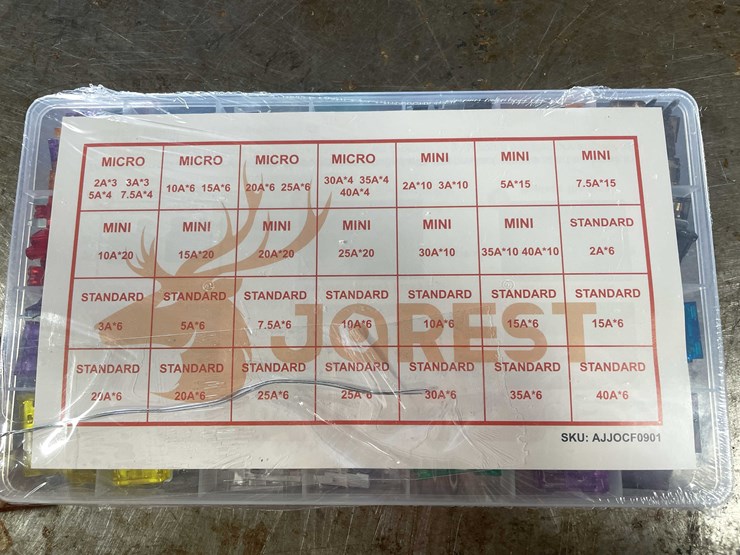 MICRO MICRO MICRO MICRO MINI MINI MINI
2A*3 3A*3 10A*6 15A*6 20A*6 25A*6 30A*4 35A*4 2A*10 3A*10 5A*15 7.5A*15
5A*4 7.5A*4 40A*4
MINI MINI MINI MINI MINI MINI STANDARD
10A*20 15A*20 20A*20 25A*20 30A*10 35A*10 40A*10 2A*6
STANDARD STANDARD STANDARD STANDARD STANDARD STANDARD STANDARD
3A*6 5A*6 7.5A*6 10A*6 10A*6 15A*6 15A*6
JOREST
STANDARD STANDARD STANDARD STANDARD STANDARD STANDARD STANDARD
20A*6 20A*6 25A*6 25A*6 30A*6 35A*6 40A*6
SKU: AJJOCF0901